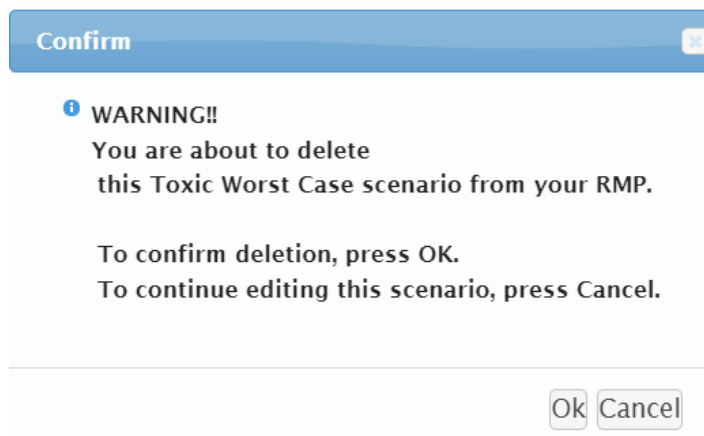 Confirm
WARNING!!
You are about to delete
this Toxic Worst Case scenario from your RMP.
To confirm deletion, press OK.
To continue editing this scenario, press Cancel.
Ok Cancel